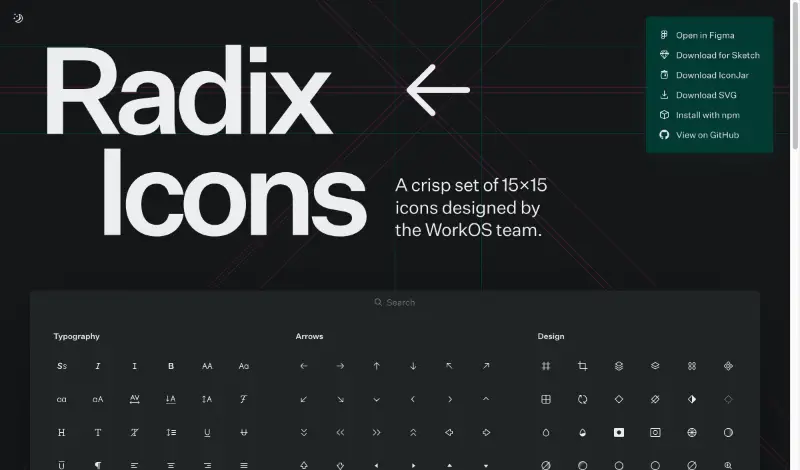 Radix
Icons
A crisp set of 15×15
icons designed by
the WorkOS team.
Open in Figma
Download for Sketch
Download IconJar
Download SVG
Install with npm
View on GitHub
Search
Typography
Arrows
Design